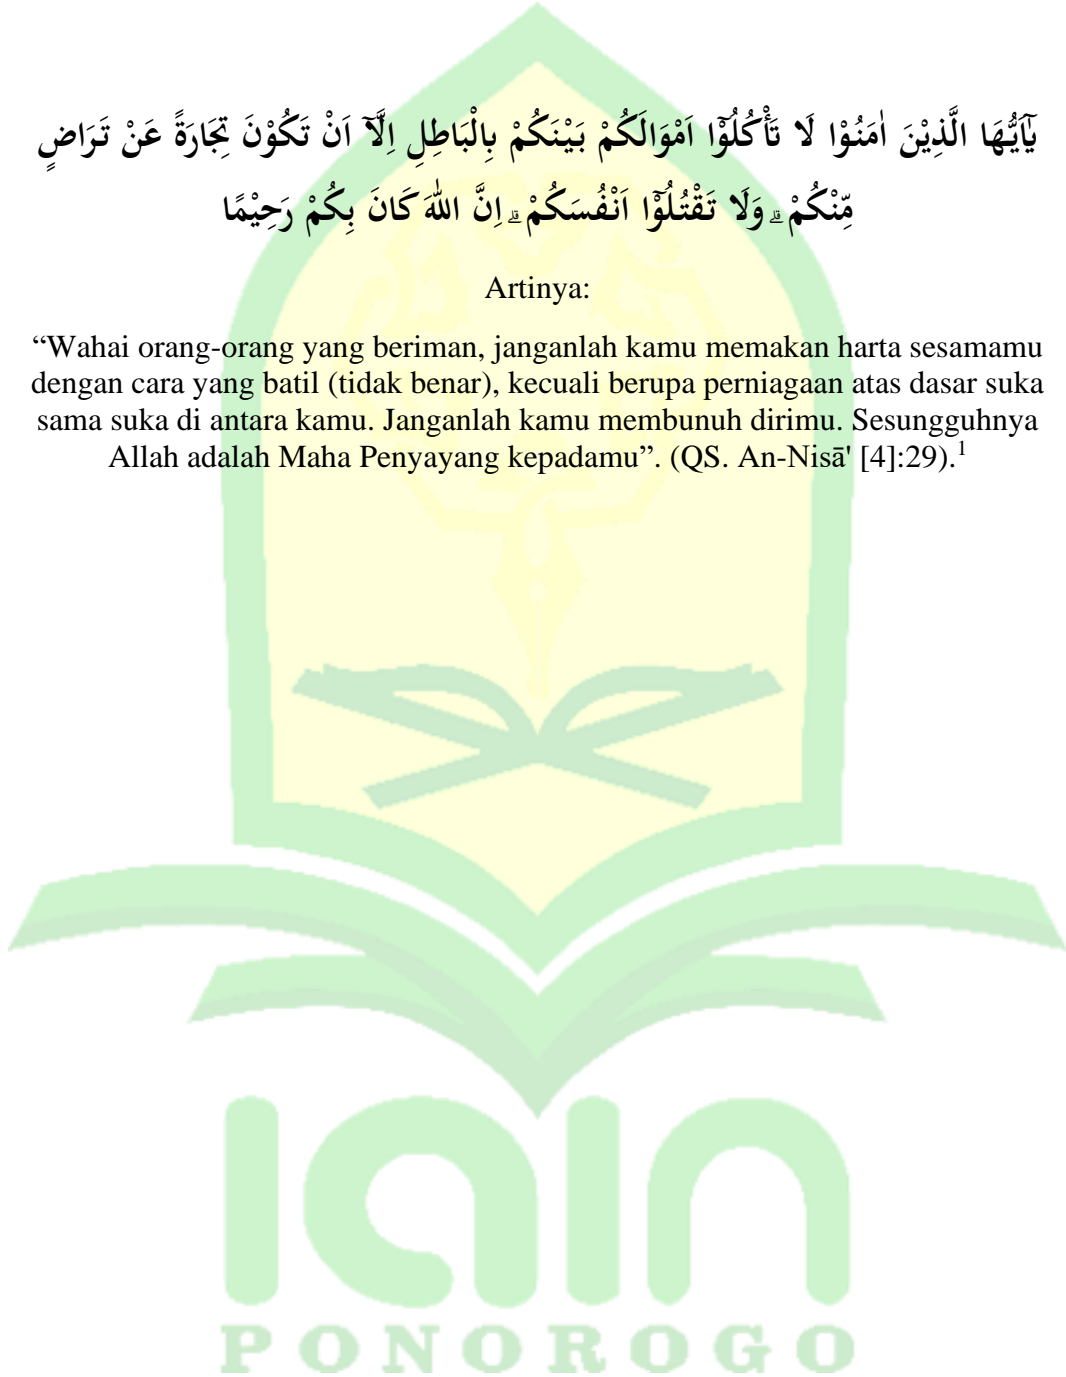 يٰٓاَيُّهَا الَّذِيْنَ اٰمَنُوْا لَا تَأْكُلُوْٓا اَمْوَالَكُمْ بَيْنَكُمْ بِالْبَاطِلِ اِلَّآ اَنْ تَكُوْنَ تِجَارَةً عَنْ تَرَاضٍ
مِّنْكُمْ ۗ وَلَا تَقْتُلُوْٓا اَنْفُسَكُمْ ۗ اِنَّ اللّٰهَ كَانَ بِكُمْ رَحِيْمًا
Artinya:
“Wahai orang-orang yang beriman, janganlah kamu memakan harta sesamamu
dengan cara yang batil (tidak benar), kecuali berupa perniagaan atas dasar suka
sama suka di antara kamu. Janganlah kamu membunuh dirimu. Sesungguhnya
Allah adalah Maha Penyayang kepadamu”. (QS. An-Nisā' [4]:29).1
iain
PONOROGO